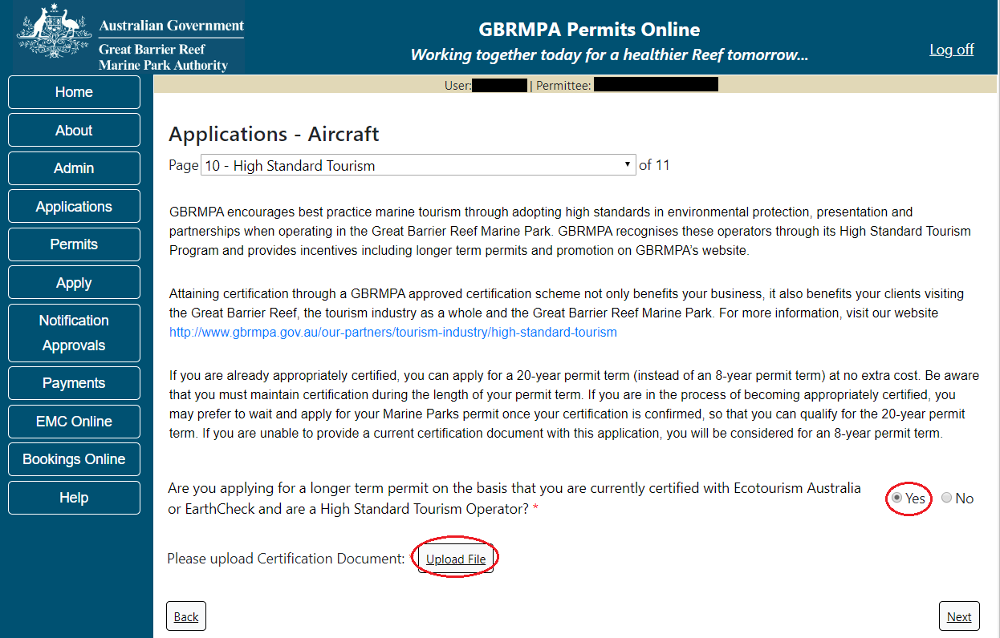 Australian Government
Great Barrier Reef
Marine Park Authority
GBRMPA Permits Online
Working together today for a healthier Reef tomorrow...
Log off
User: | Permittee:
Home
About
Admin
Applications
Permits
Apply
Notification
Approvals
Payments
EMC Online
Bookings Online
Help
Applications - Aircraft
Page 10 - High Standard Tourism of 11
GBRMPA encourages best practice marine tourism through adopting high standards in environmental protection, presentation and
partnerships when operating in the Great Barrier Reef Marine Park. GBRMPA recognises these operators through its High Standard Tourism
Program and provides incentives including longer term permits and promotion on GBRMPA's website.
Attaining certification through a GBRMPA approved certification scheme not only benefits your business, it also benefits your clients visiting
the Great Barrier Reef, the tourism industry as a whole and the Great Barrier Reef Marine Park. For more information, visit our website
http://www.gbrmpa.gov.au/our-partners/tourism-industry/high-standard-tourism
If you are already appropriately certified, you can apply for a 20-year permit term (instead of an 8-year permit term) at no extra cost. Be aware
that you must maintain certification during the length of your permit term. If you are in the process of becoming appropriately certified, you
may prefer to wait and apply for your Marine Parks permit once your certification is confirmed, so that you can qualify for the 20-year permit
term. If you are unable to provide a current certification document with this application, you will be considered for an 8-year permit term.
Are you applying for a longer term permit on the basis that you are currently certified with Ecotourism Australia
or EarthCheck and are a High Standard Tourism Operator? *
Yes No
Please upload Certification Document: * Upload File
Back
Next